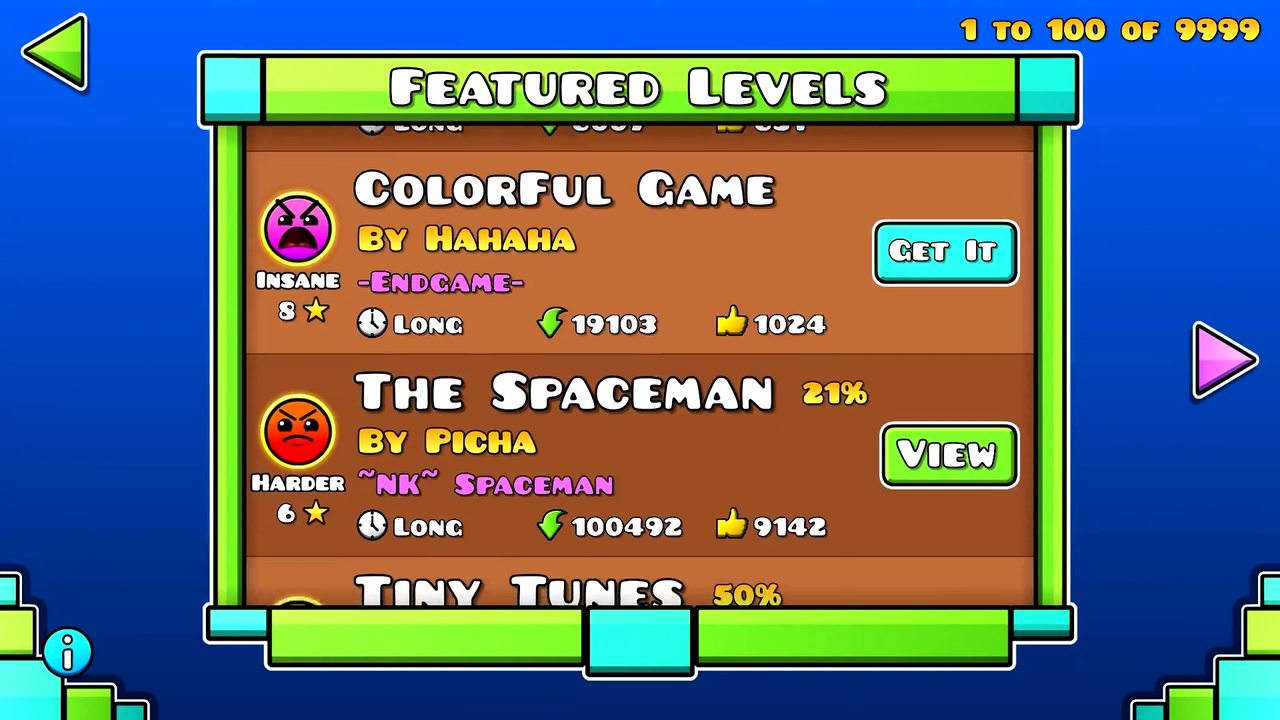 1 TO 100 OF 9999
FEATURED LEVELS
COLORFUL GAME
BY HAHAHA
GET IT
INSANE
-ENDGAME-
8
LONG 19103 1024
THE SPACEMAN 21%
BY PICHA
VIEW
HARDER
~NK~ SPACEMAN
6
LONG 100492 9142
TINY TUNES 50%
i